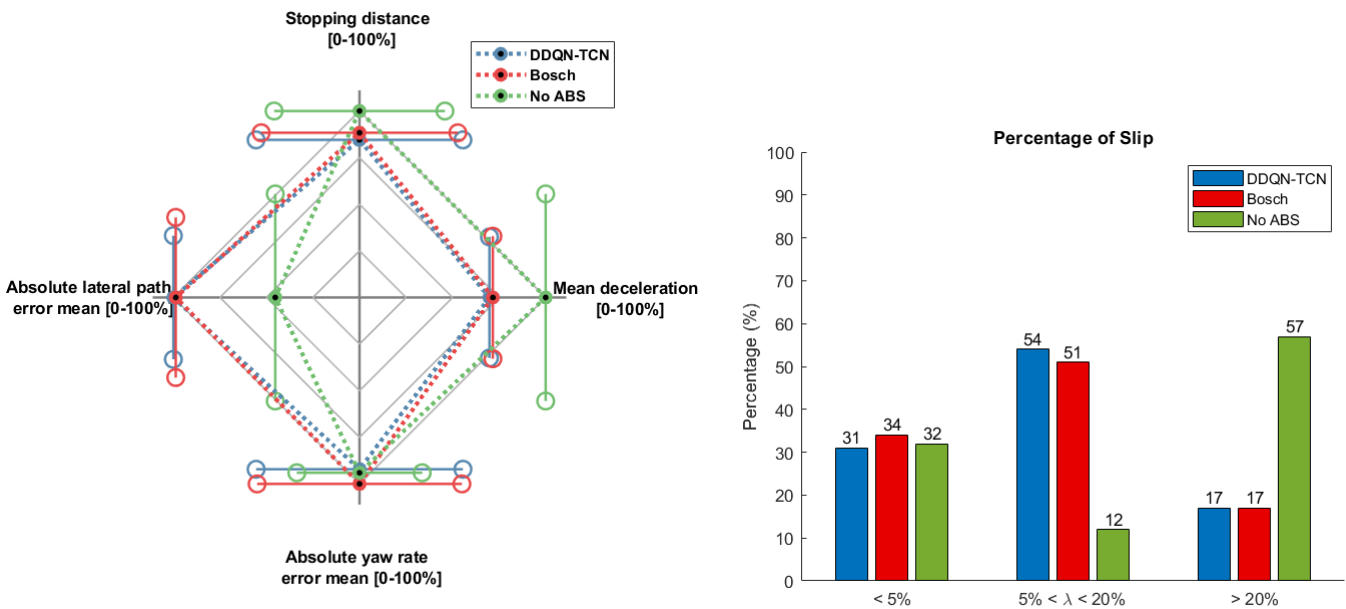 Stopping distance
[0-100%]
DDQN-TCN
Bosch
No ABS
Absolute lateral path
error mean [0-100%]
Mean deceleration
[0-100%]
Absolute yaw rate
error mean [0-100%]
Percentage of Slip
Percentage (%)
100
90
80
70
60
50
40
30
20
10
0
DDQN-TCN
Bosch
No ABS
31
34
32
54
51
12
17
17
57
< 5%
5% < λ < 20%
> 20%